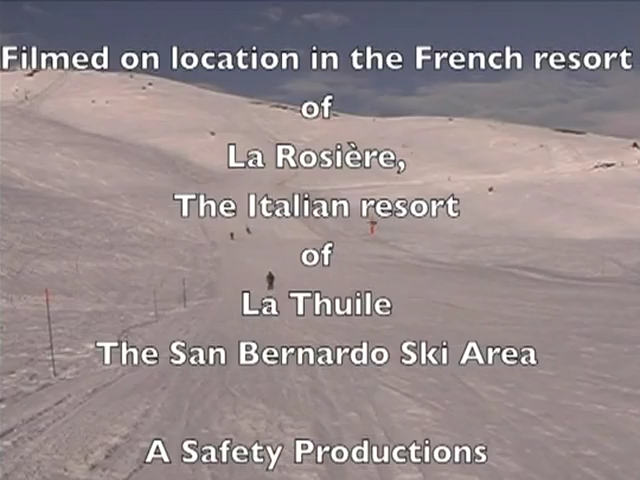 Filmed on location in the French resort
of
La Rosière,
The Italian resort
of
La Thuile
The San Bernardo Ski Area
A Safety Productions